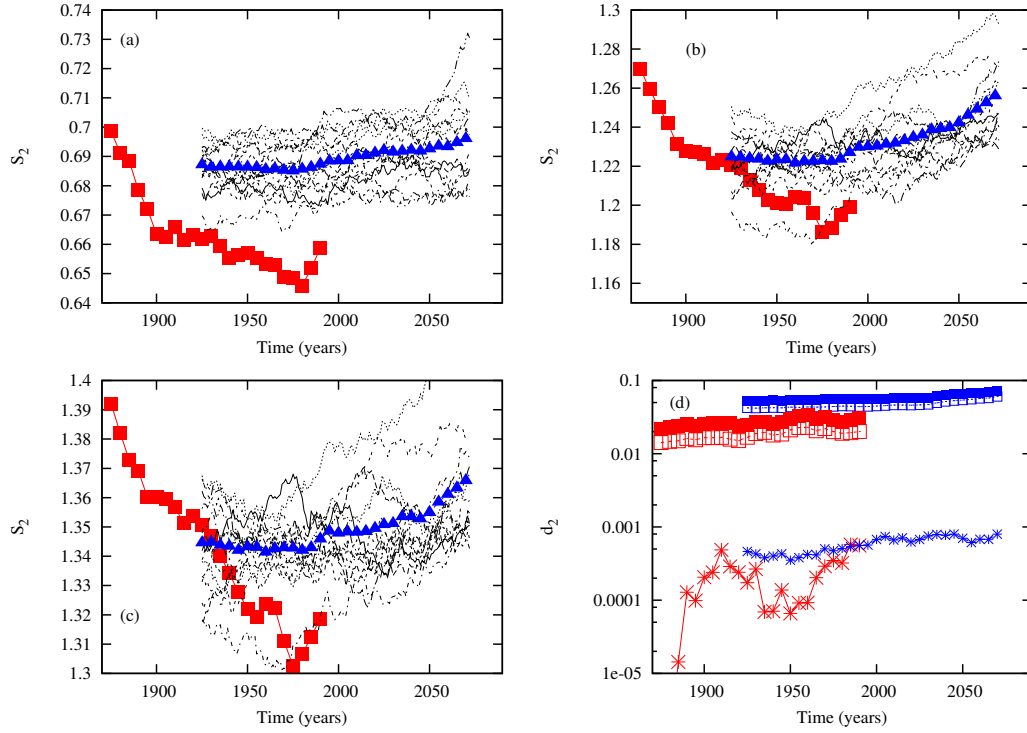 0.74
0.73
0.72
0.71
0.7
0.69
0.68
0.67
0.66
0.65
0.64
S2
(a)
1900 1950 2000 2050
Time (years)
1.3
1.28
1.26
1.24
1.22
1.2
1.18
1.16
S2
(b)
1900 1950 2000 2050
Time (years)
1.4
1.39
1.38
1.37
1.36
1.35
1.34
1.33
1.32
1.31
1.3
S2
(c)
1900 1950 2000 2050
Time (years)
0.1
0.01
0.001
0.0001
1e-05
d2
(d)
1900 1950 2000 2050
Time (years)